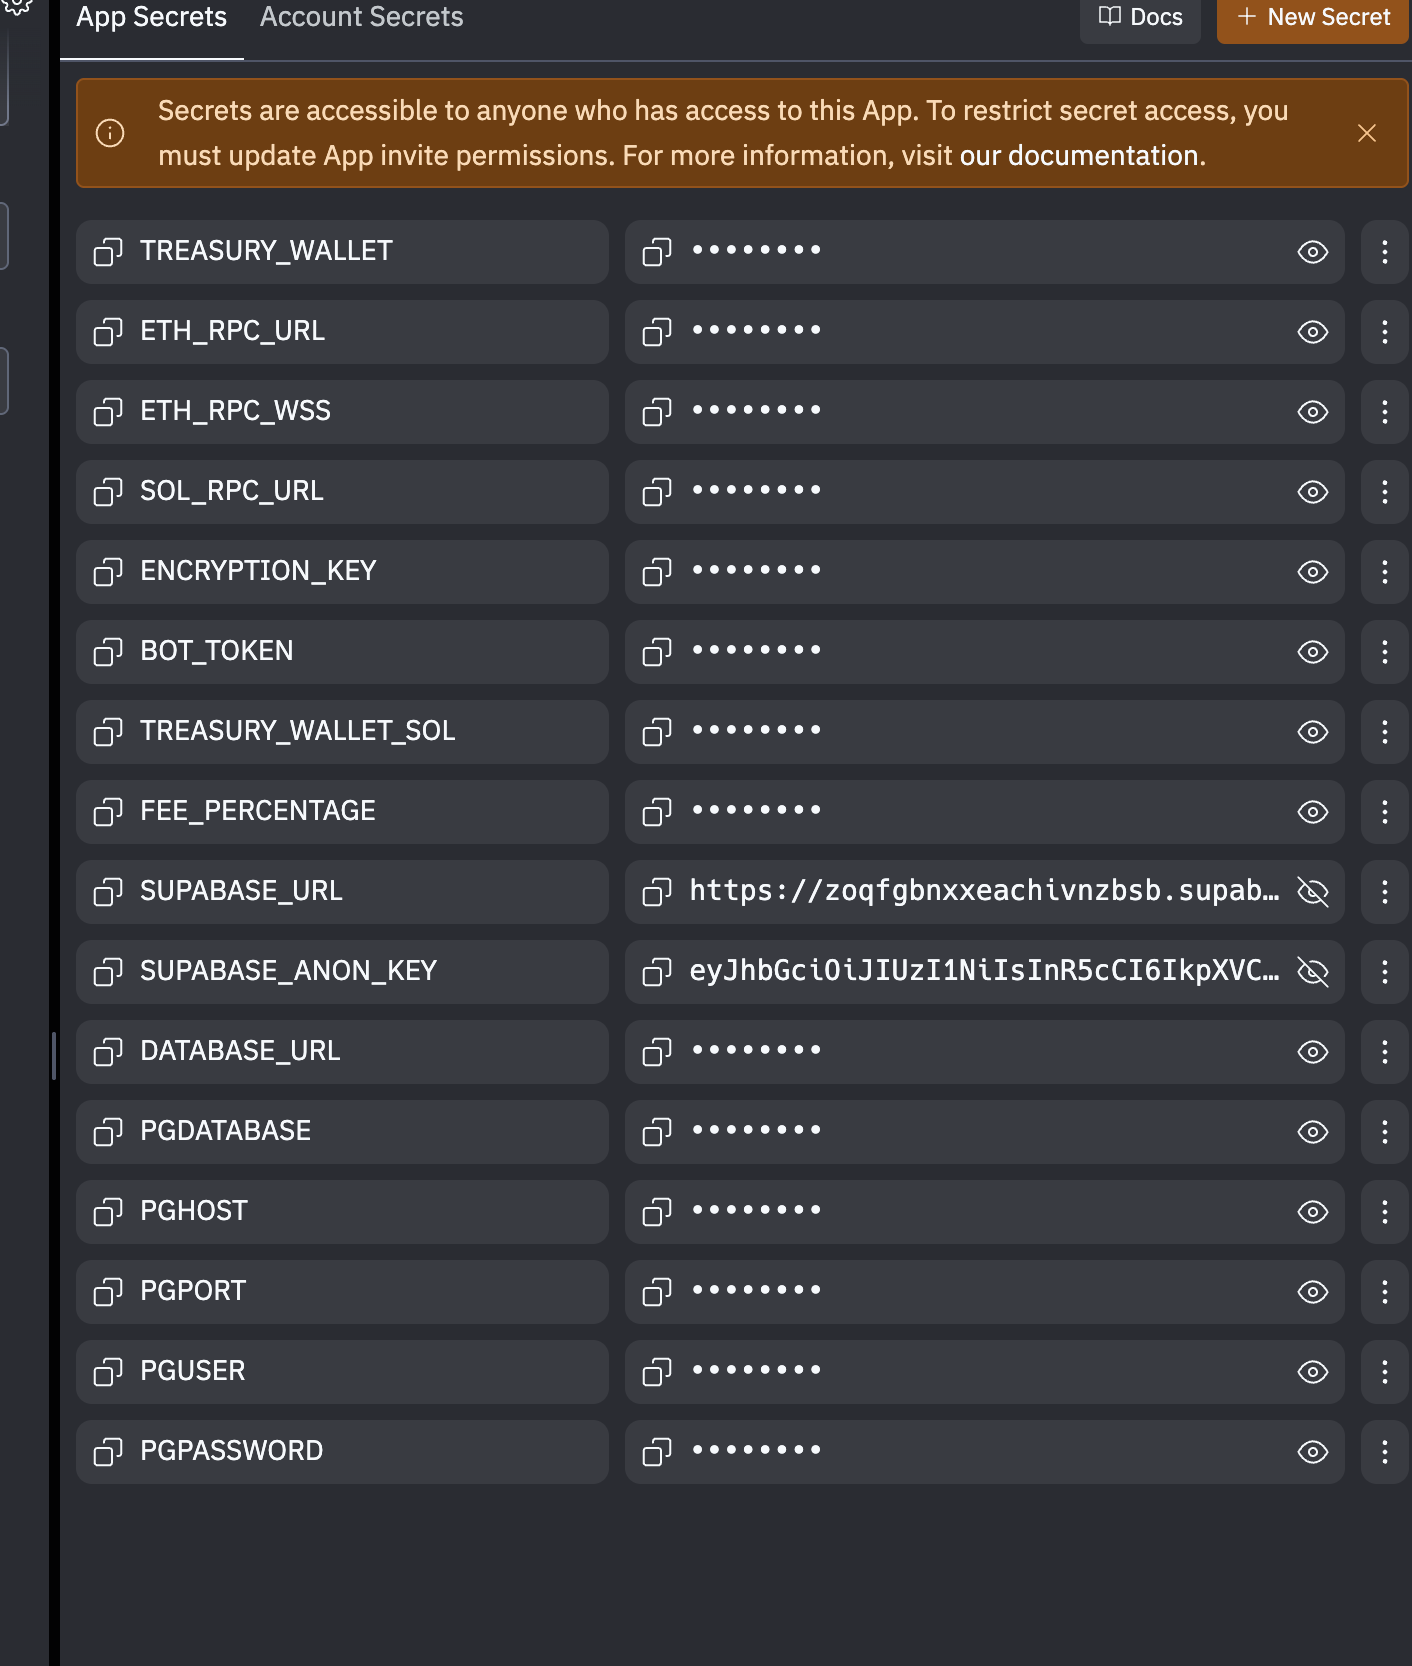 App Secrets Account Secrets Docs + New Secret
Secrets are accessible to anyone who has access to this App. To restrict secret access, you
must update App invite permissions. For more information, visit our documentation.
TREASURY_WALLET ••••••••
ETH_RPC_URL ••••••••
ETH_RPC_WSS ••••••••
SOL_RPC_URL ••••••••
ENCRYPTION_KEY ••••••••
BOT_TOKEN ••••••••
TREASURY_WALLET_SOL ••••••••
FEE_PERCENTAGE ••••••••
SUPABASE_URL https://zoqfgbnxxeachivnzbsb.supab…
SUPABASE_ANON_KEY eyJhbGciOiJIUzI1NiIsInR5cCI6IkpXVC…
DATABASE_URL ••••••••
PGDATABASE ••••••••
PGHOST ••••••••
PGPORT ••••••••
PGUSER ••••••••
PGPASSWORD ••••••••